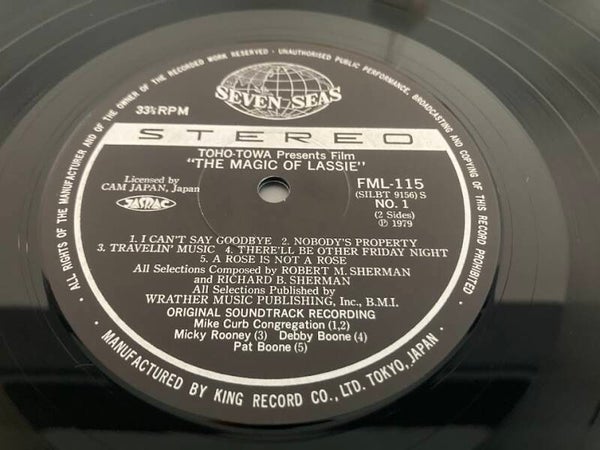 ALL RIGHTS OF THE MANUFACTURER AND OF THE OWNER OF THE RECORDED WORK RESERVED · UNAUTHORISED PUBLIC PERFORMANCE, BROADCASTING AND COPYING OF THIS RECORD PROHIBITED
SEVEN SEAS
33⅓RPM
STEREO
TOHO-TOWA Presents Film
"THE MAGIC OF LASSIE"
Licensed by
CAM JAPAN, Japan
JASRAC
FML-115
(SILBT 9156) S
NO. 1
(2 Sides)
Ⓟ 1979
1. I CAN'T SAY GOODBYE 2. NOBODY'S PROPERTY
3. TRAVELIN' MUSIC 4. THERE'LL BE OTHER FRIDAY NIGHT
5. A ROSE IS NOT A ROSE
All Selections Composed by ROBERT M. SHERMAN
and RICHARD B. SHERMAN
All Selections Published by
WRATHER MUSIC PUBLISHING, Inc., B.M.I.
ORIGINAL SOUNDTRACK RECORDING
Mike Curb Congregation (1,2)
Micky Rooney (3) Debby Boone (4)
Pat Boone (5)
MANUFACTURED BY KING RECORD CO., LTD. TOKYO, JAPAN